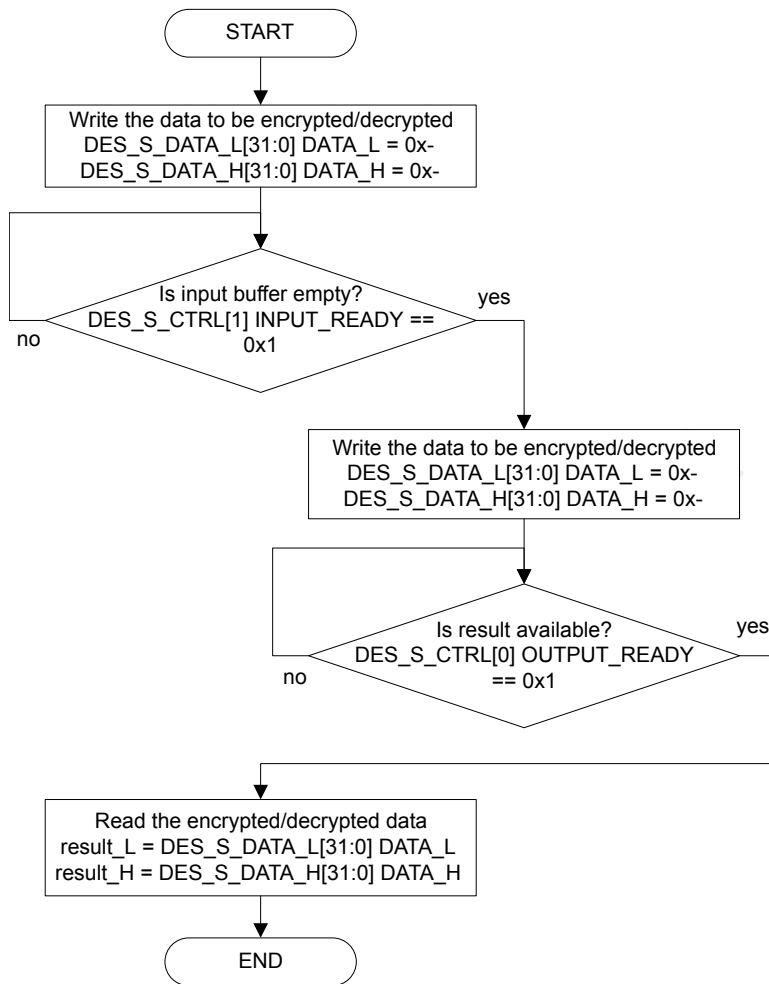 START
Write the data to be encrypted/decrypted
DES_S_DATA_L[31:0] DATA_L = 0x-
DES_S_DATA_H[31:0] DATA_H = 0x-
Is input buffer empty?
DES_S_CTRL[1] INPUT_READY ==
0x1
yes
no
Write the data to be encrypted/decrypted
DES_S_DATA_L[31:0] DATA_L = 0x-
DES_S_DATA_H[31:0] DATA_H = 0x-
Is result available?
DES_S_CTRL[0] OUTPUT_READY
== 0x1
yes
no
Read the encrypted/decrypted data
result_L = DES_S_DATA_L[31:0] DATA_L
result_H = DES_S_DATA_H[31:0] DATA_H
END